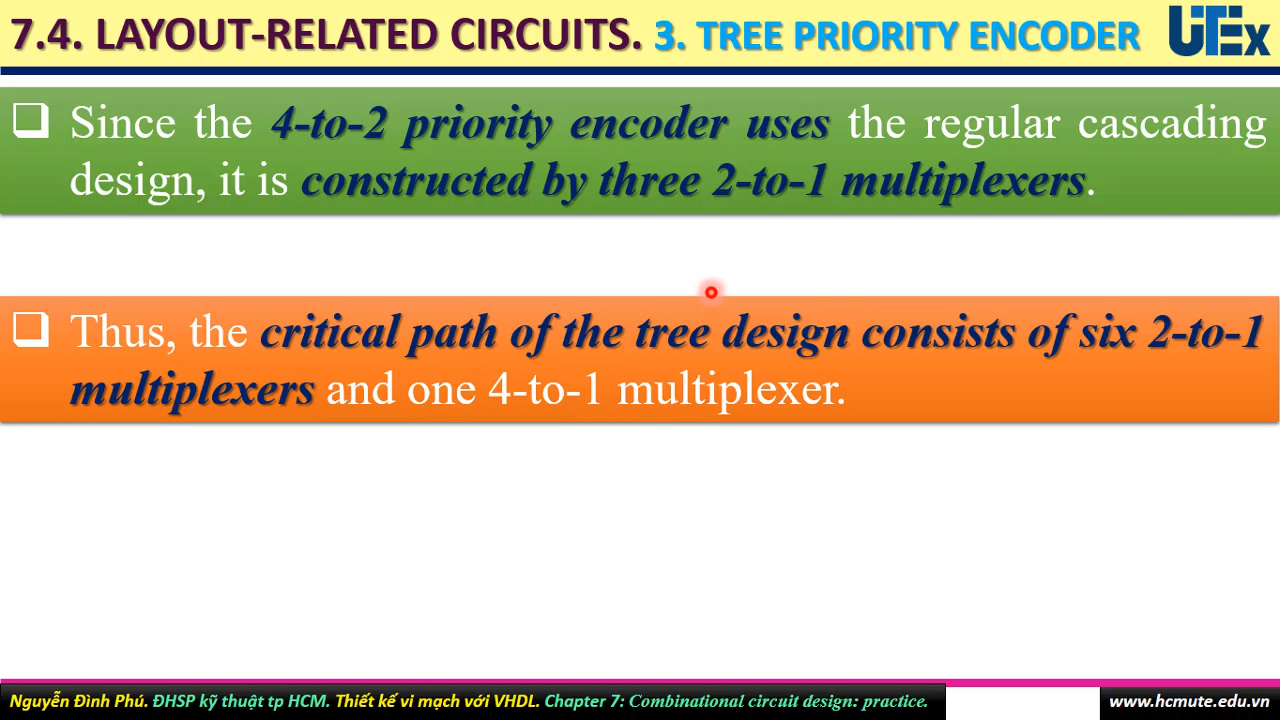 7.4. LAYOUT-RELATED CIRCUITS. 3. TREE PRIORITY ENCODER
UTEx
Since the 4-to-2 priority encoder uses the regular cascading
design, it is constructed by three 2-to-1 multiplexers.
Thus, the critical path of the tree design consists of six 2-to-1
multiplexers and one 4-to-1 multiplexer.
Nguyễn Đình Phú. ĐHSP kỹ thuật tp HCM. Thiết kế vi mạch với VHDL. Chapter 7: Combinational circuit design: practice.
www.hcmute.edu.vn